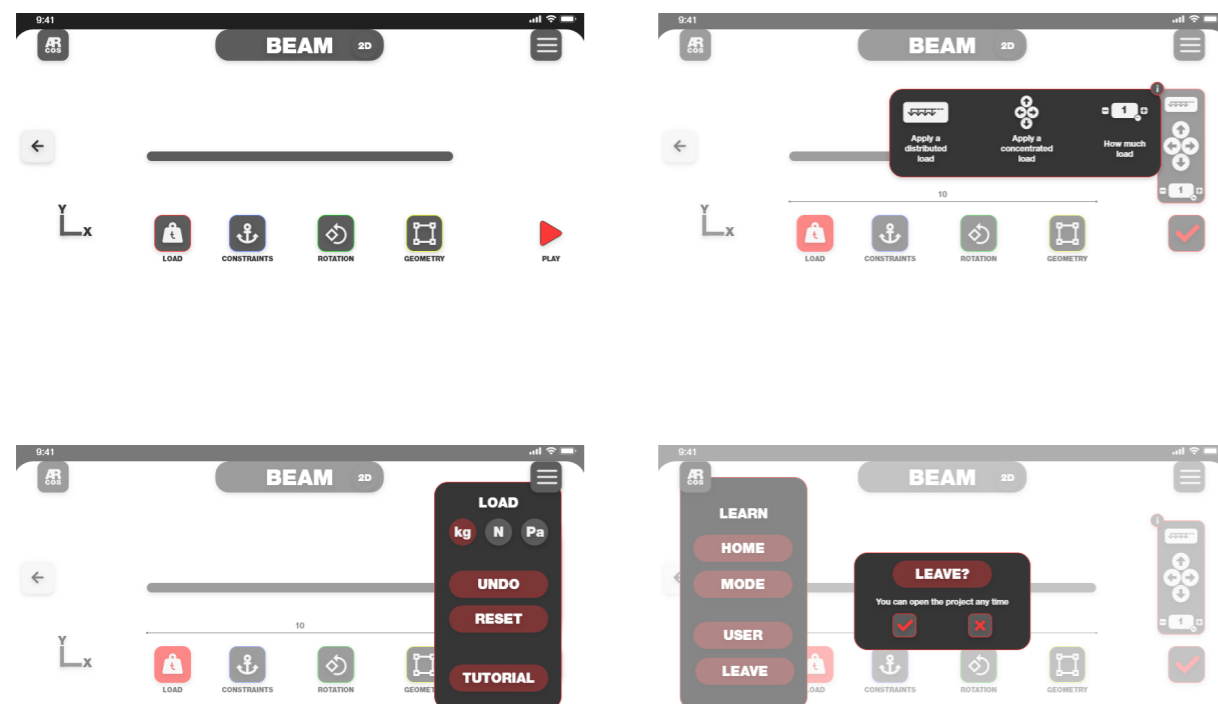 9:41
AR
COS
BEAM 2D
Y
X
LOAD CONSTRAINTS ROTATION GEOMETRY PLAY
9:41
AR
COS
BEAM 2D
i
1
Apply a
distributed
load
Apply a
concentrated
load
How much
load
1
10
Y
X
LOAD CONSTRAINTS ROTATION GEOMETRY
9:41
AR
COS
BEAM 2D
LOAD
kg N Pa
UNDO
RESET
TUTORIAL
10
Y
X
LOAD CONSTRAINTS ROTATION GEOMET
9:41
AR
COS
BEAM 2D
LEARN
HOME
MODE
USER
LEAVE
LEAVE?
You can open the project any time
i
1
OAD CONSTRAINTS ROTATION GEOMETRY